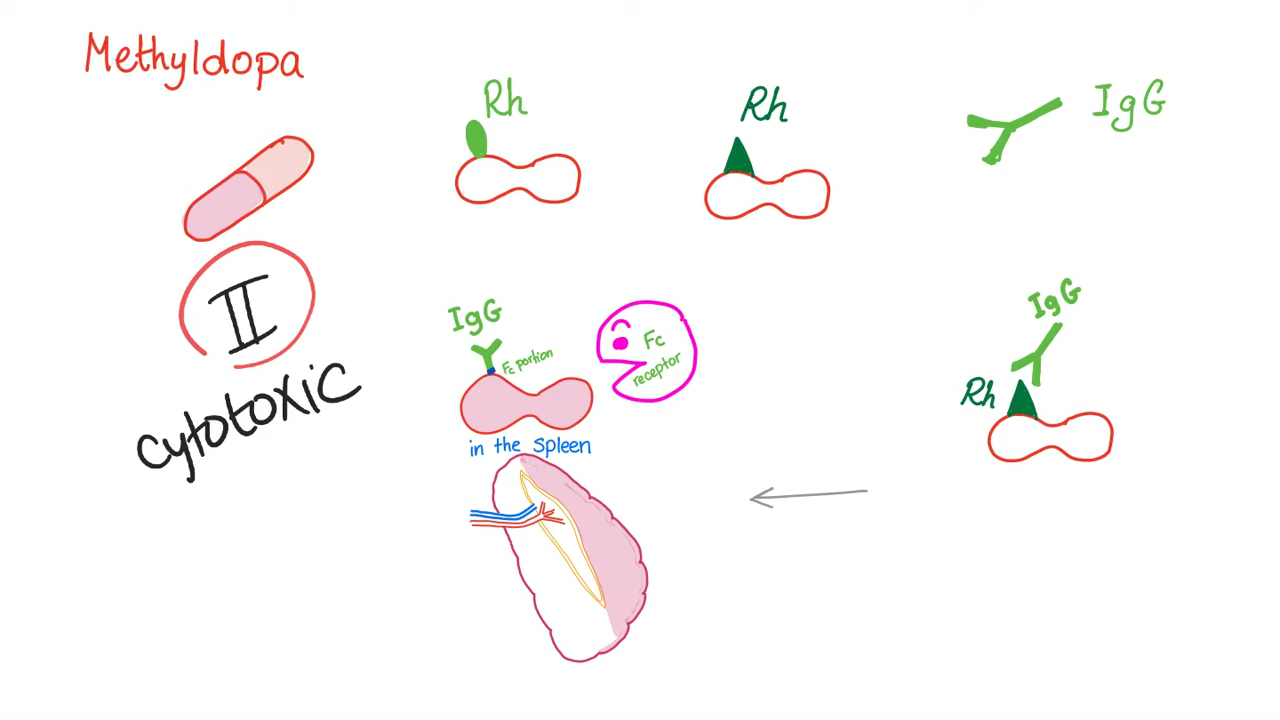 Methyldopa
Rh
Rh
IgG
II
cytotoxic
IgG
Fc portion
Fc
receptor
in the spleen
IgG
Rh